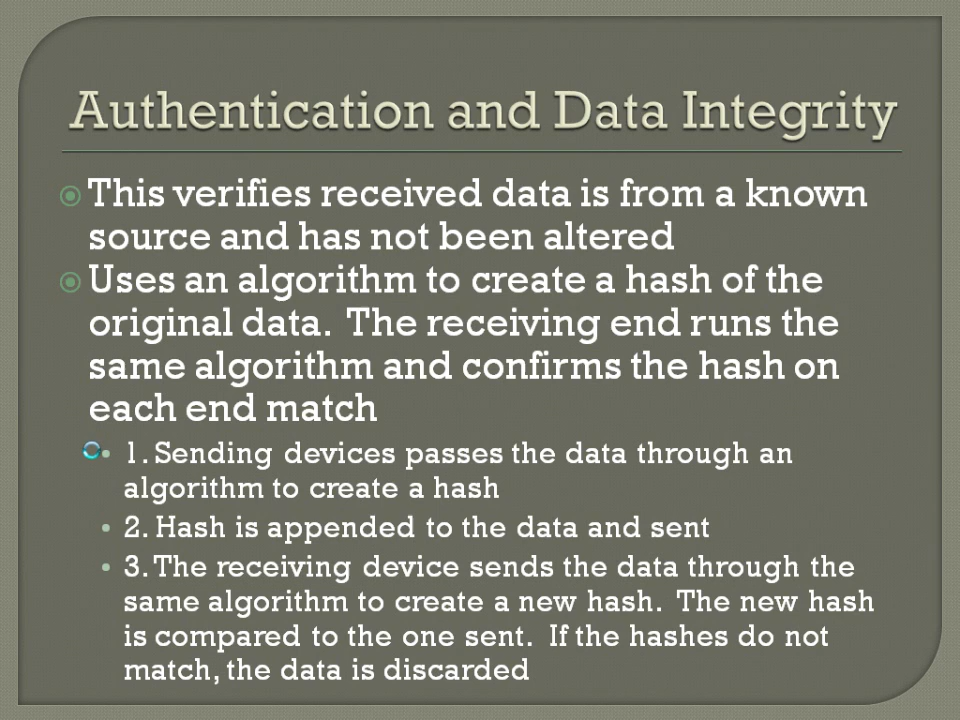 Authentication and Data Integrity
This verifies received data is from a known
source and has not been altered
Uses an algorithm to create a hash of the
original data.  The receiving end runs the
same algorithm and confirms the hash on
each end match
• 1. Sending devices passes the data through an
algorithm to create a hash
• 2. Hash is appended to the data and sent
• 3. The receiving device sends the data through the
same algorithm to create a new hash.  The new hash
is compared to the one sent.  If the hashes do not
match, the data is discarded